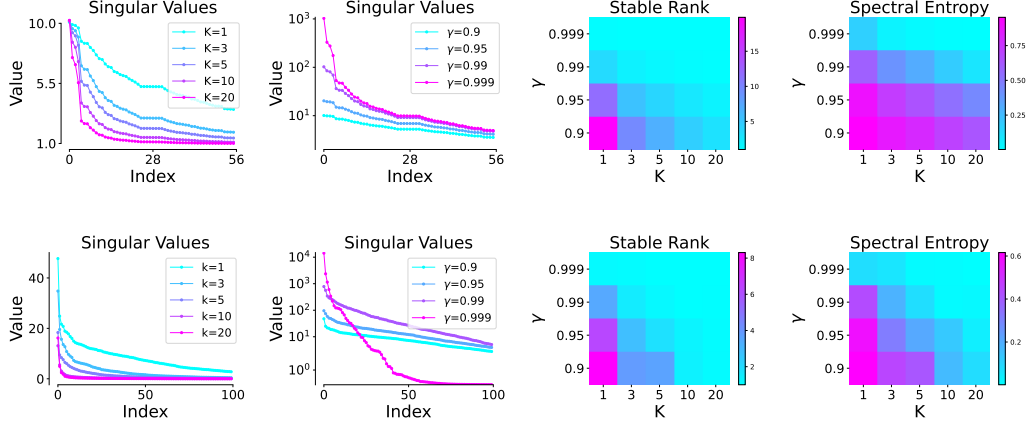 Singular Values
Value
10.0
5.5
1.0
K=1
K=3
K=5
K=10
K=20
0
28
56
Index
Singular Values
Value
10³
10²
10¹
γ=0.9
γ=0.95
γ=0.99
γ=0.999
0
28
56
Index
Stable Rank
γ
0.999
0.99
0.95
0.9
1
3
5
10
20
K
15
10
5
Spectral Entropy
γ
0.999
0.99
0.95
0.9
1
3
5
10
20
K
0.75
0.50
0.25
Singular Values
Value
40
20
0
k=1
k=3
k=5
k=10
k=20
0
50
100
Index
Singular Values
Value
10⁴
10³
10²
10¹
10⁰
γ=0.9
γ=0.95
γ=0.99
γ=0.999
0
50
100
Index
Stable Rank
γ
0.999
0.99
0.95
0.9
1
3
5
10
20
K
8
6
4
2
Spectral Entropy
γ
0.999
0.99
0.95
0.9
1
3
5
10
20
K
0.6
0.4
0.2